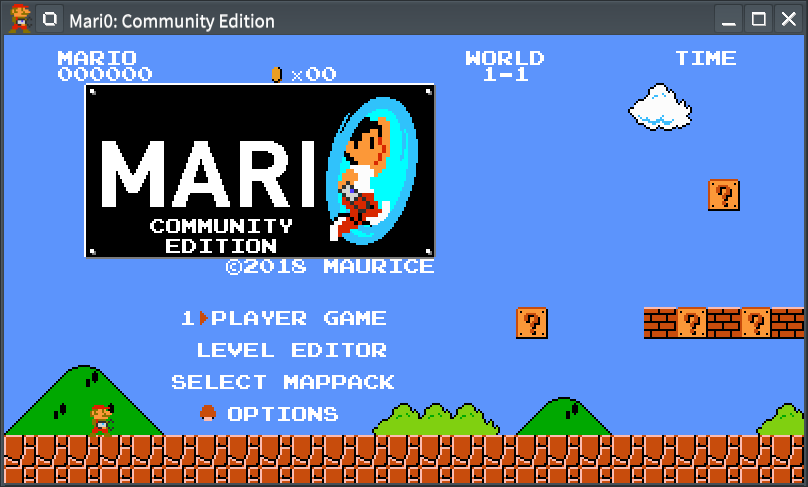 Mari0: Community Edition
MARIO WORLD TIME
000000 ×00 1-1
MARI0
COMMUNITY
EDITION
©2018 MAURICE
? 
1 PLAYER GAME
? ? ?
LEVEL EDITOR
SELECT MAPPACK
OPTIONS